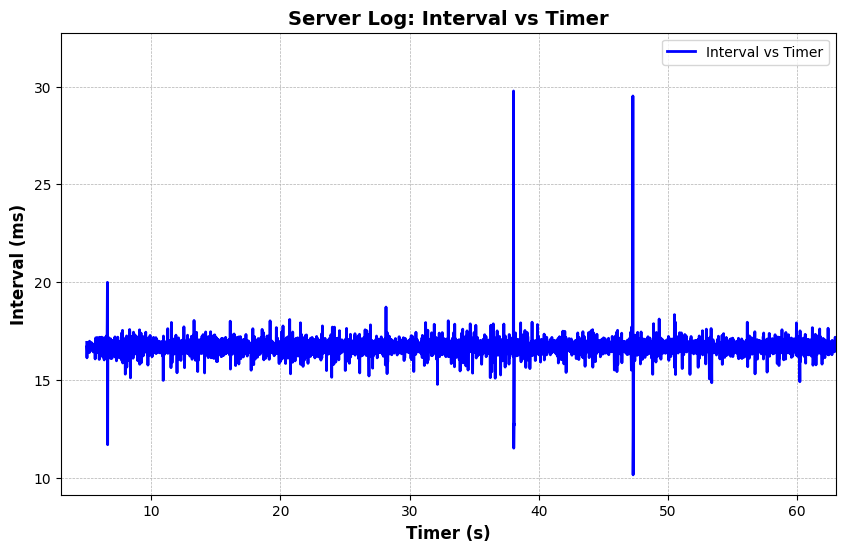 Server Log: Interval vs Timer
Interval vs Timer
Interval (ms)
30
25
20
15
10
10 20 30 40 50 60
Timer (s)